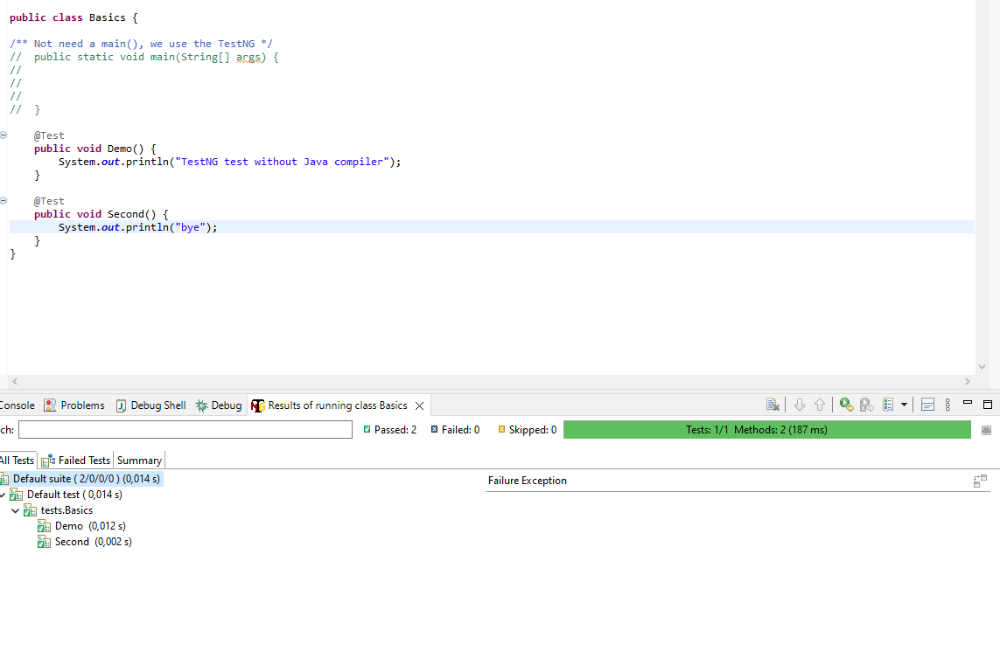 public class Basics {
/** Not need a main(), we use the TestNG */
//  public static void main(String[] args) {
//
//
//
//  }
@Test
public void Demo() {
System.out.println("TestNG test without Java compiler");
}
@Test
public void Second() {
System.out.println("bye");
}
}
Console Problems Debug Shell Debug Results of running class Basics
ch: Passed: 2 Failed: 0 Skipped: 0 Tests: 1/1 Methods: 2 (187 ms)
All Tests Failed Tests Summary
Default suite ( 2/0/0/0 ) (0,014 s) Failure Exception
Default test ( 0,014 s)
tests.Basics
Demo (0,012 s)
Second (0,002 s)